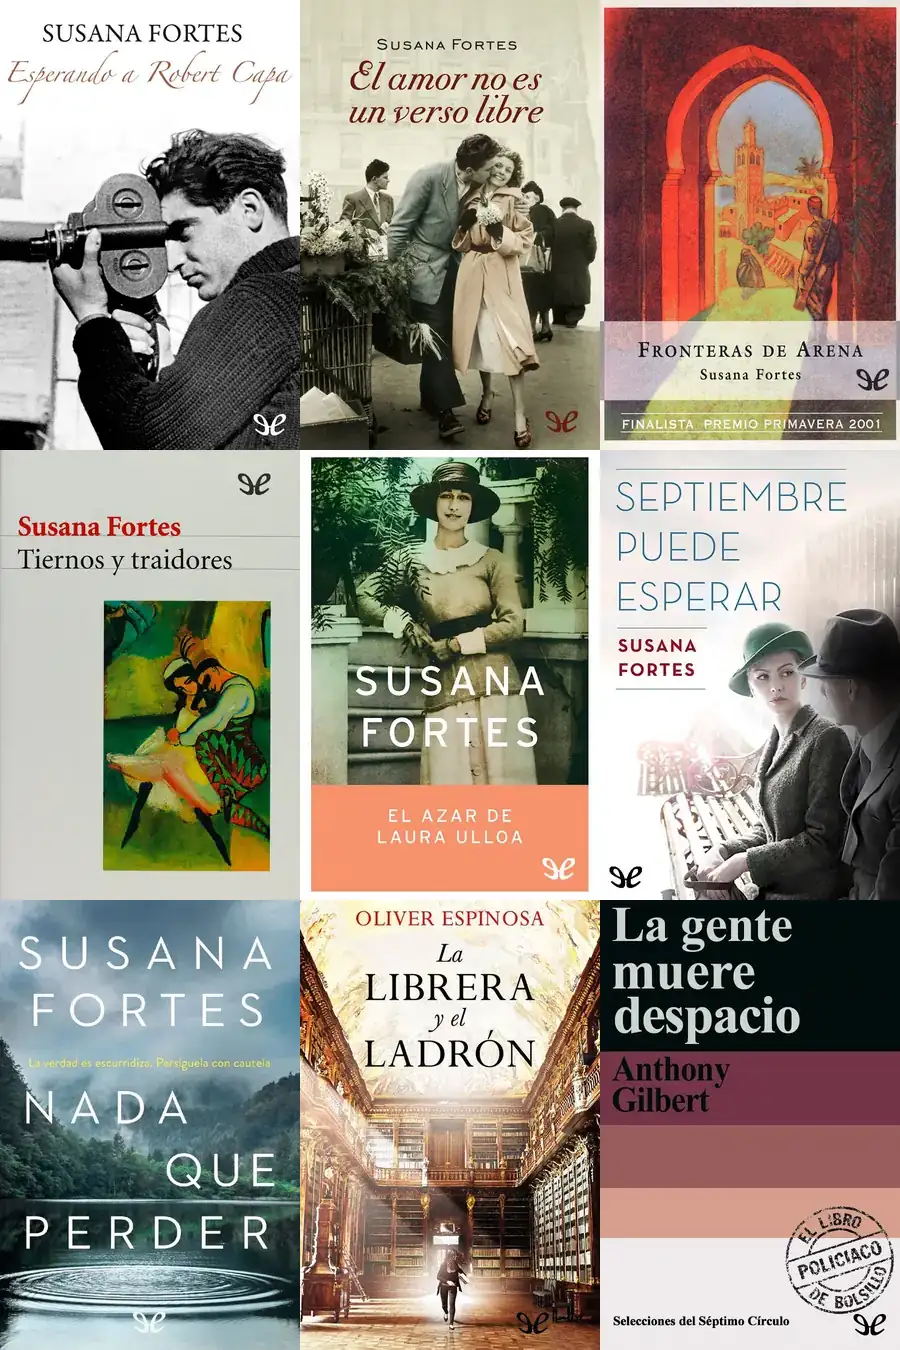 SUSANA FORTES
Esperando a Robert Capa
SUSANA FORTES
El amor no es
un verso libre
FRONTERAS DE ARENA
Susana Fortes
FINALISTA PREMIO PRIMAVERA 2001
Susana Fortes
Tiernos y traidores
SUSANA
FORTES
EL AZAR DE
LAURA ULLOA
SEPTIEMBRE
PUEDE
ESPERAR
SUSANA
FORTES
SUSANA
FORTES
La verdad es escurridiza. Persíguela con cautela
NADA
QUE
PERDER
OLIVER ESPINOSA
La
LIBRERA
y el
LADRÓN
La gente
muere
despacio
Anthony
Gilbert
EL LIBRO
POLICIACO
DE BOLSILLO
Selecciones del Séptimo Círculo